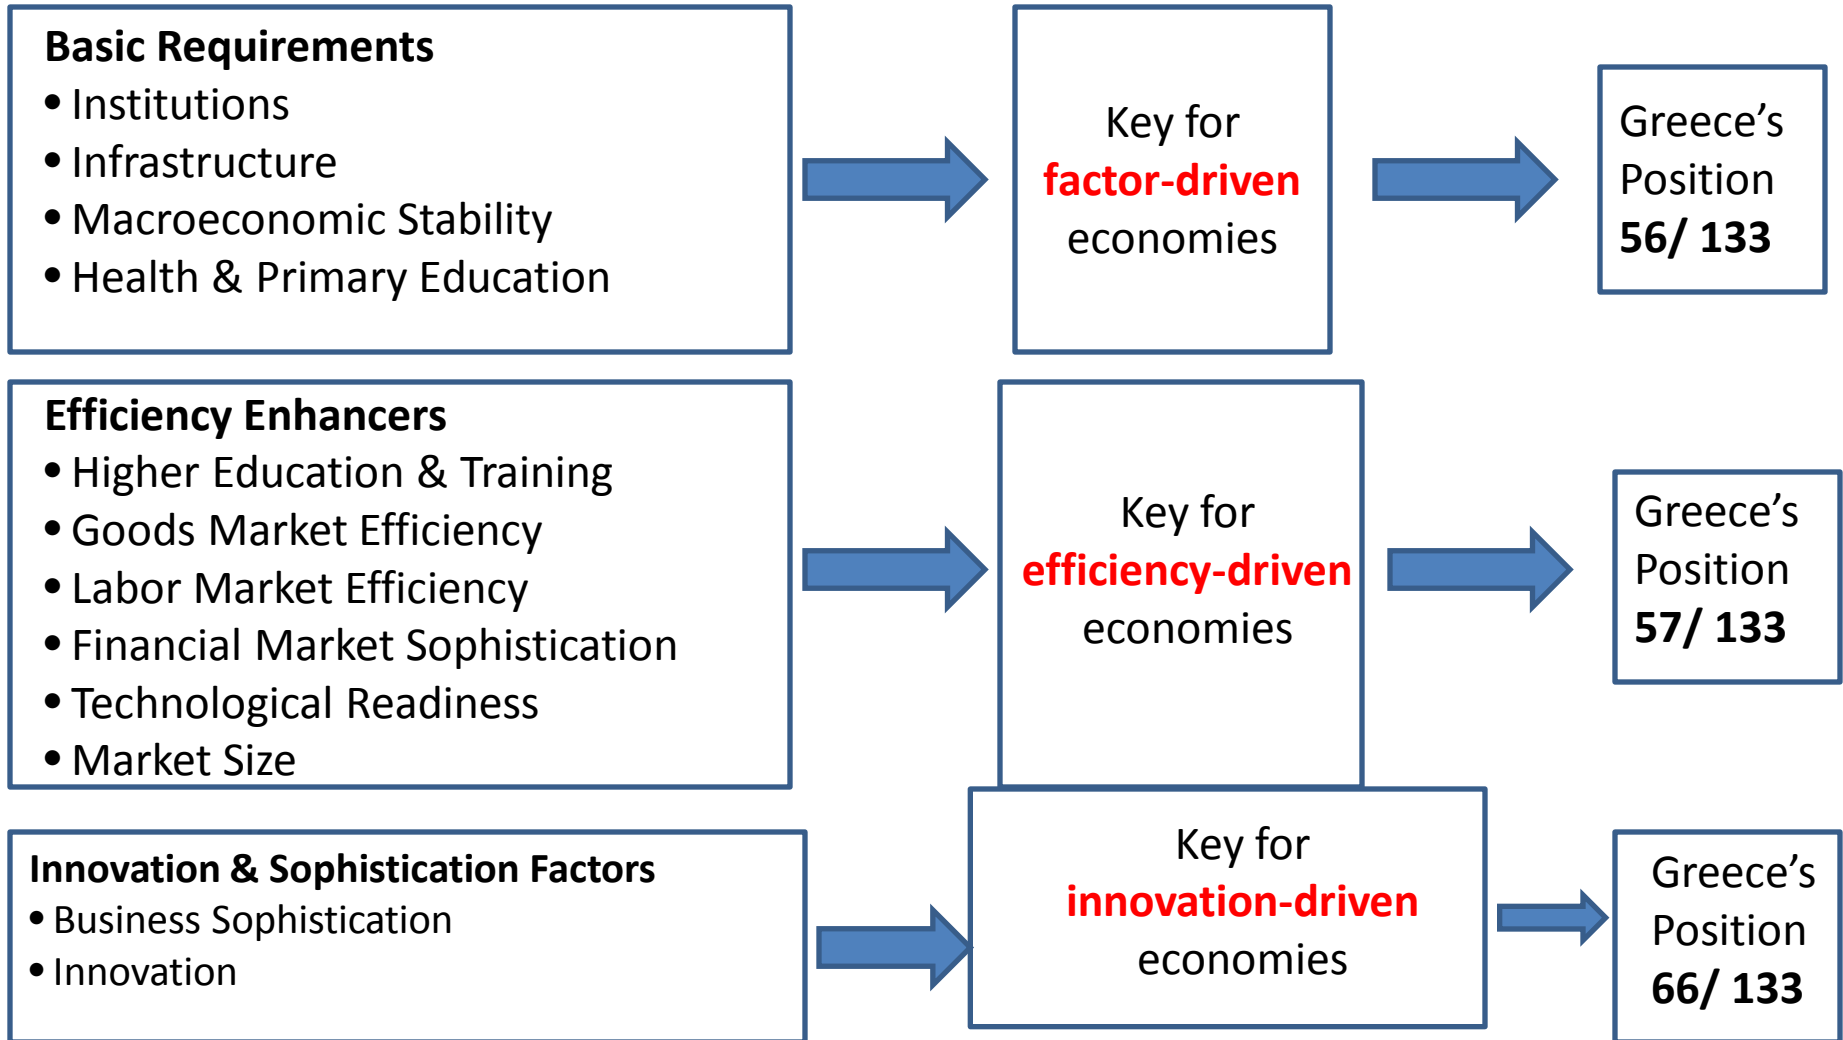 Basic Requirements
• Institutions
• Infrastructure
• Macroeconomic Stability
• Health & Primary Education
Key for
factor-driven
economies
Greece’s
Position
56/ 133
Efficiency Enhancers
• Higher Education & Training
• Goods Market Efficiency
• Labor Market Efficiency
• Financial Market Sophistication
• Technological Readiness
• Market Size
Key for
efficiency-driven
economies
Greece’s
Position
57/ 133
Innovation & Sophistication Factors
• Business Sophistication
• Innovation
Key for
innovation-driven
economies
Greece’s
Position
66/ 133